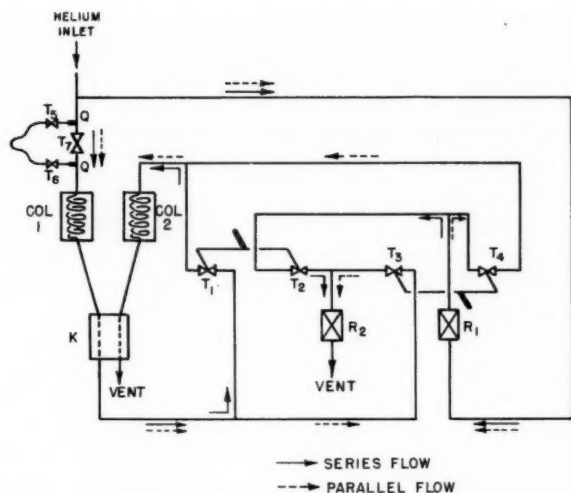 HELIUM
INLET
T5
Q
T7
T6
Q
COL
1
COL
2
T1
T2
T3
T4
K
R2
R1
VENT
VENT
SERIES FLOW
PARALLEL FLOW